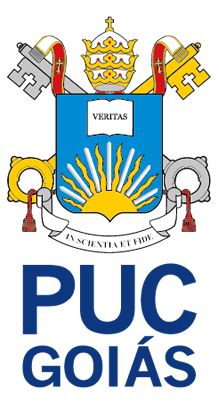 VERITAS
IN SCIENTIA ET FIDE
PUC
GOIÁS